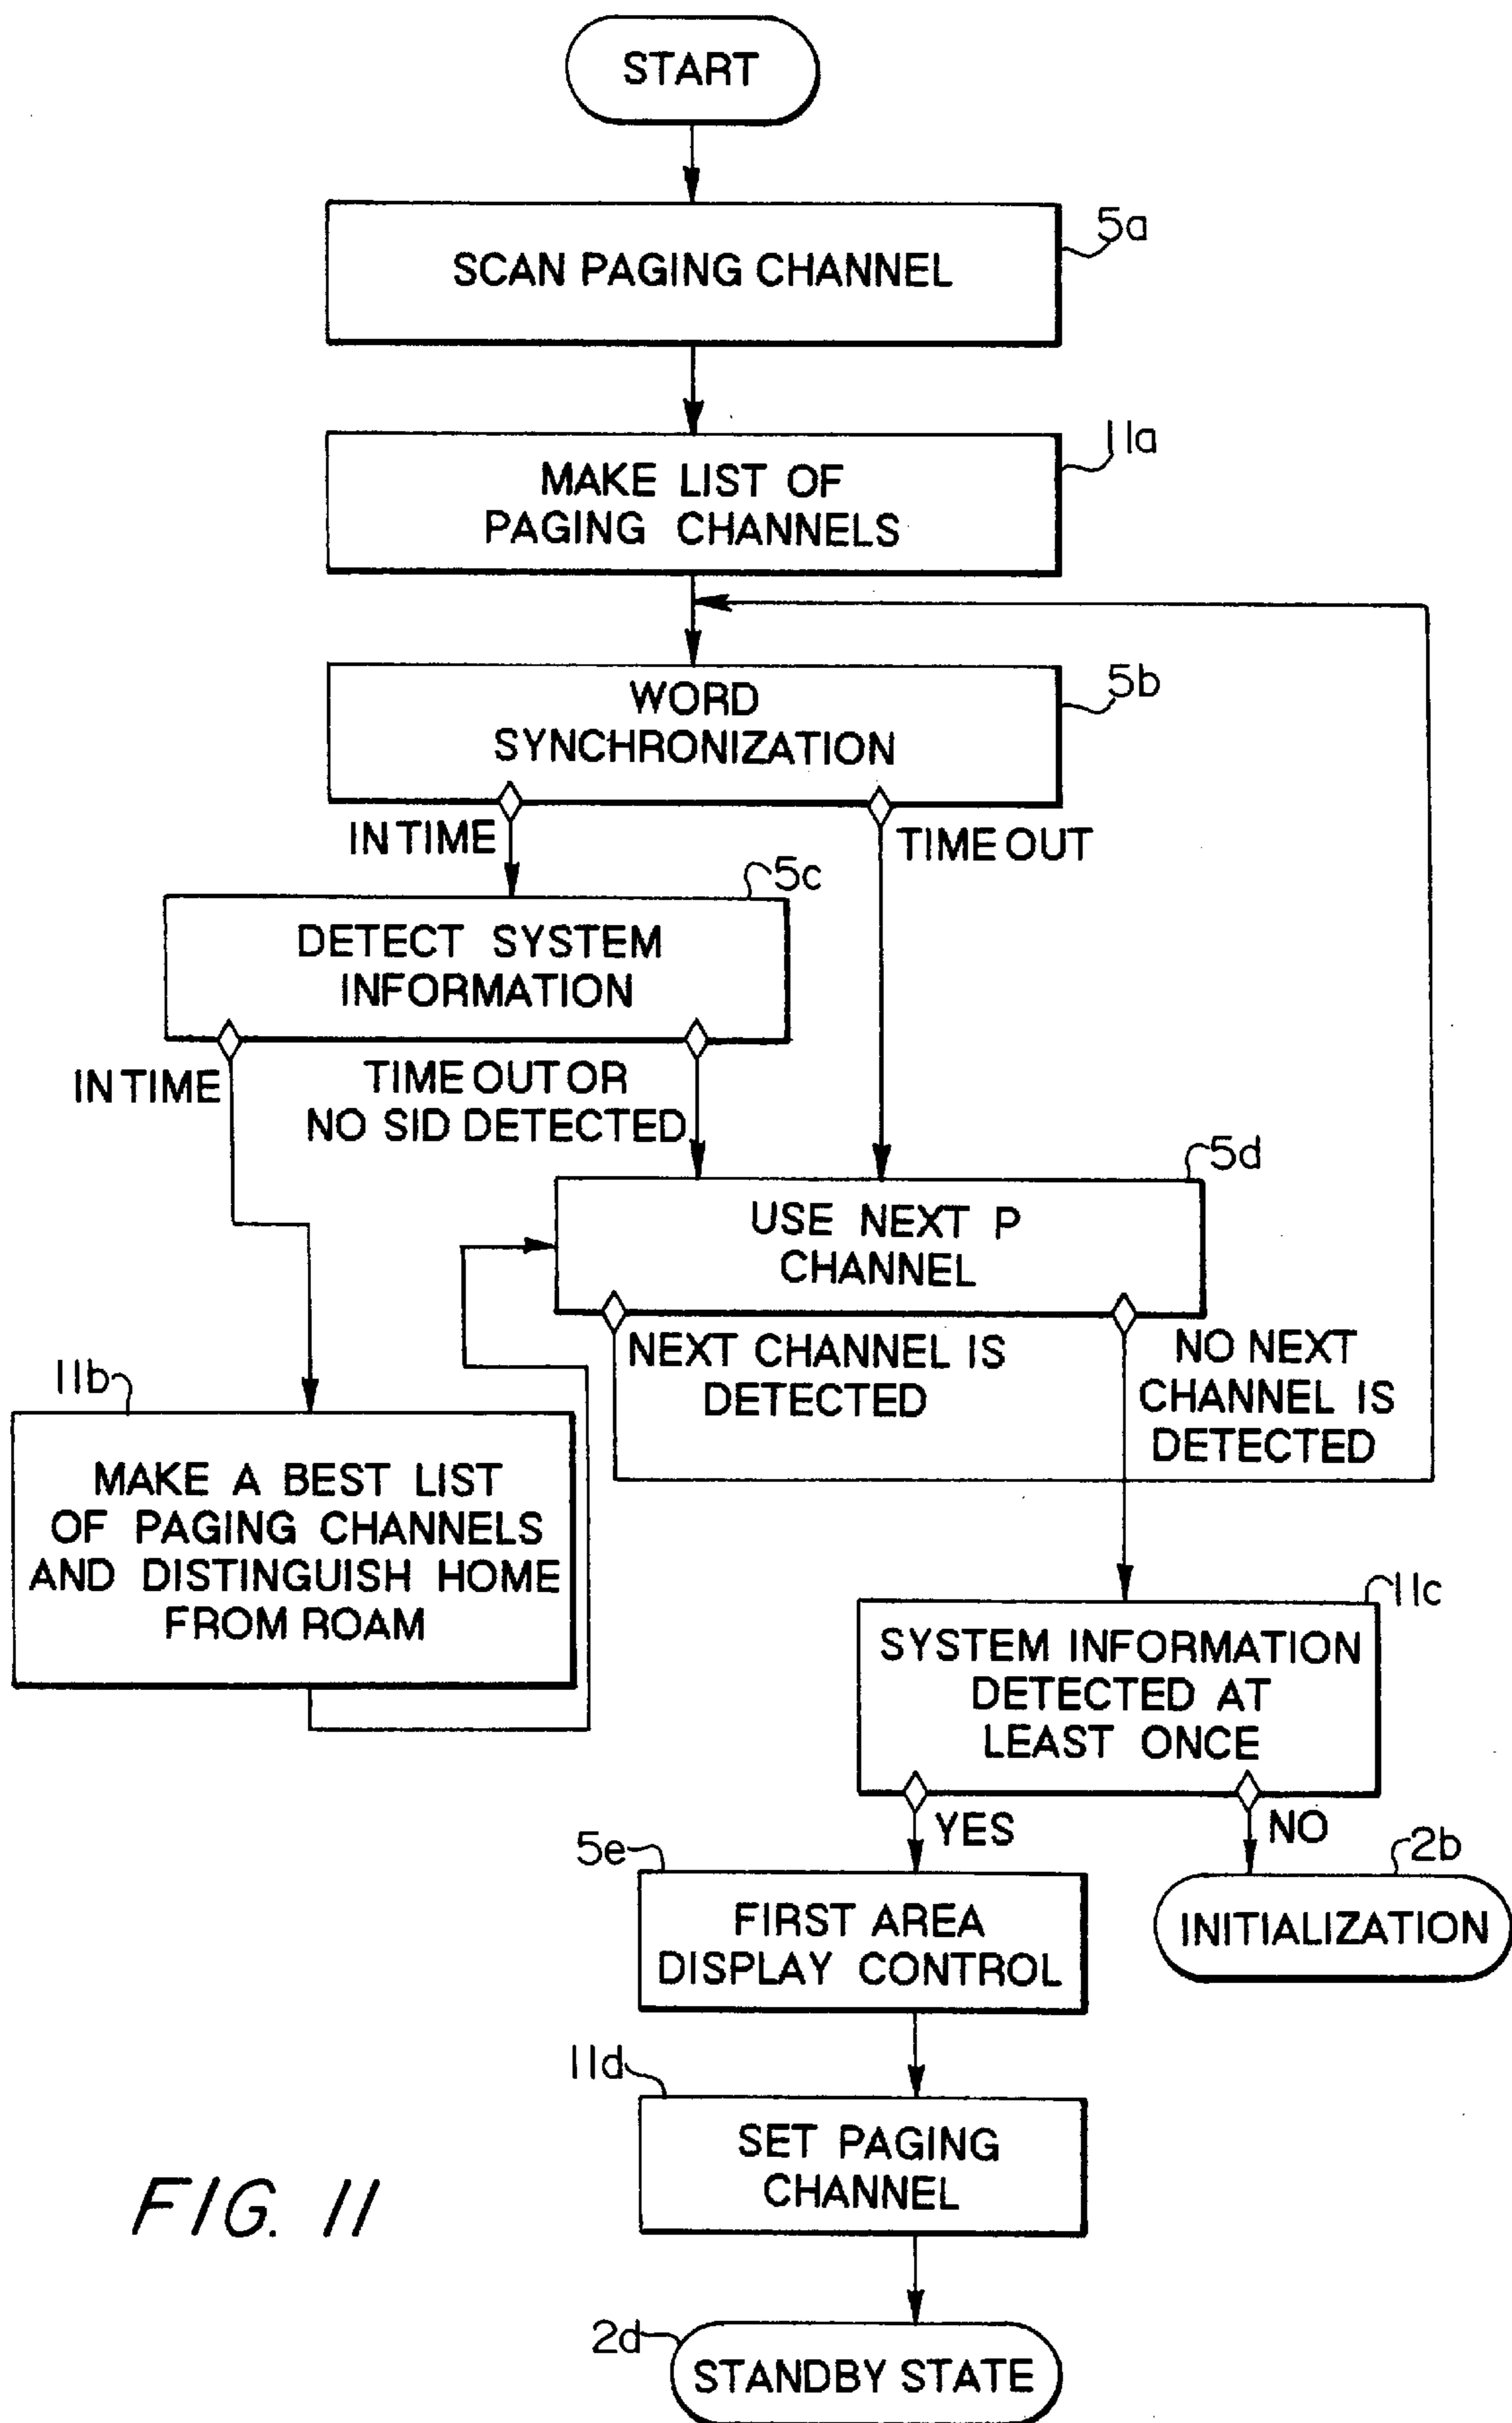 START
5a
SCAN PAGING CHANNEL
11a
MAKE LIST OF
PAGING CHANNELS
5b
WORD
SYNCHRONIZATION
IN TIME
TIME OUT
5c
DETECT SYSTEM
INFORMATION
IN TIME
TIME OUT OR
NO SID DETECTED
5d
USE NEXT P
CHANNEL
NEXT CHANNEL IS
DETECTED
NO NEXT
CHANNEL IS
DETECTED
11b
MAKE A BEST LIST
OF PAGING CHANNELS
AND DISTINGUISH HOME
FROM ROAM
11c
SYSTEM INFORMATION
DETECTED AT
LEAST ONCE
YES
NO
5e
FIRST AREA
DISPLAY CONTROL
2b
INITIALIZATION
11d
SET PAGING
CHANNEL
FIG. 11
2d
STANDBY STATE